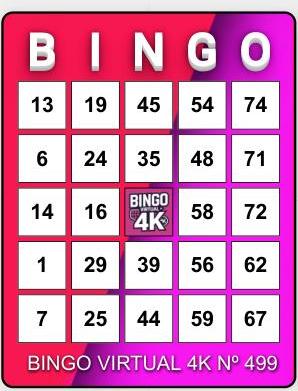 B I N G O
13 19 45 54 74
6 24 35 48 71
14 16 BINGO VIRTUAL 4K 58 72
1 29 39 56 62
7 25 44 59 67
BINGO VIRTUAL 4K Nº 499